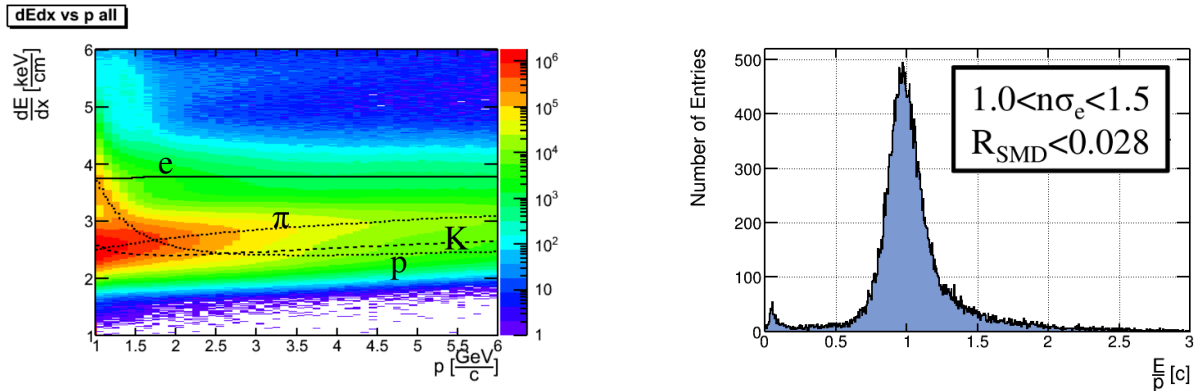 dEdx vs p all
dE/dx [keV/cm]
6
5
4
3
2
1
e
π
K
p
1 1.5 2 2.5 3 3.5 4 4.5 5 5.5 6
p [GeV/c]
10^6
10^5
10^4
10^3
10^2
10
1
Number of Entries
500
400
300
200
100
0
1.0<nσ_e<1.5
R_SMD<0.028
0 0.5 1 1.5 2 2.5 3
E/p [c]